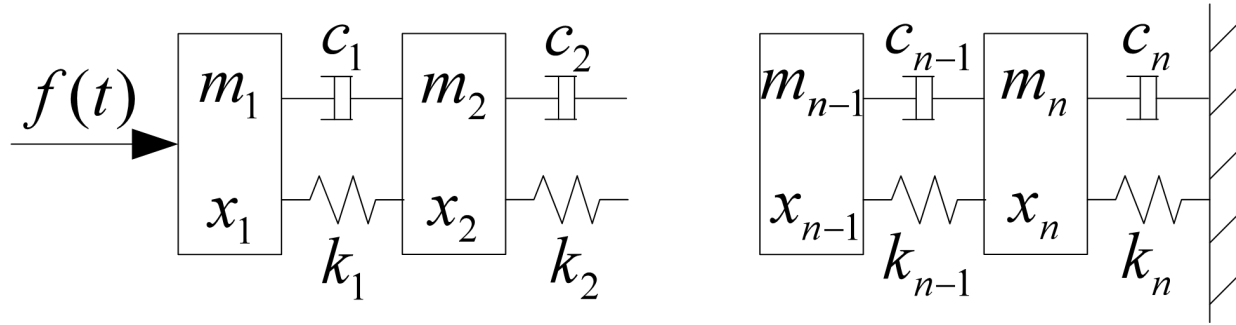 c₁ c₂ cₙ₋₁ cₙ
f(t) m₁ m₂ mₙ₋₁ mₙ
x₁ x₂ xₙ₋₁ xₙ
k₁ k₂ kₙ₋₁ kₙ